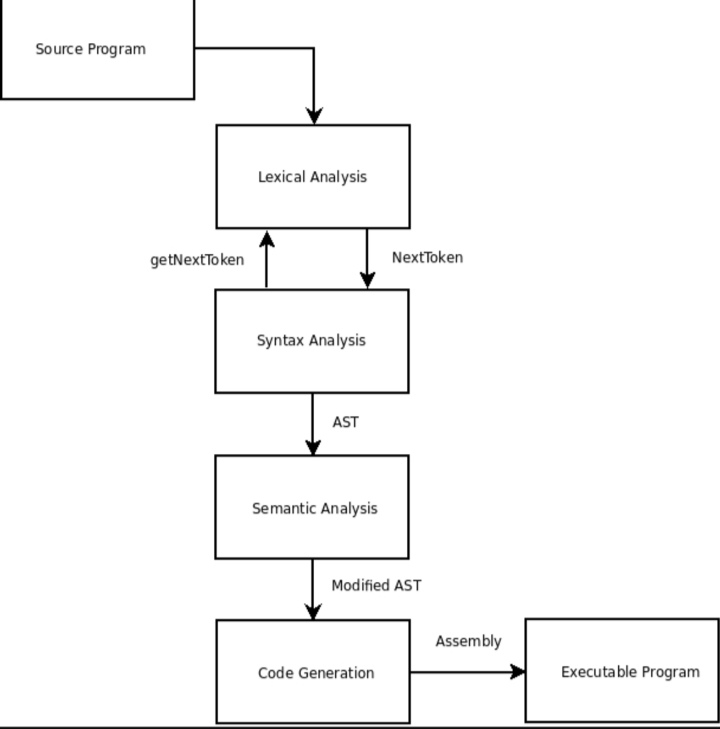 Source Program
Lexical Analysis
getNextToken
NextToken
Syntax Analysis
AST
Semantic Analysis
Modified AST
Code Generation
Assembly
Executable Program